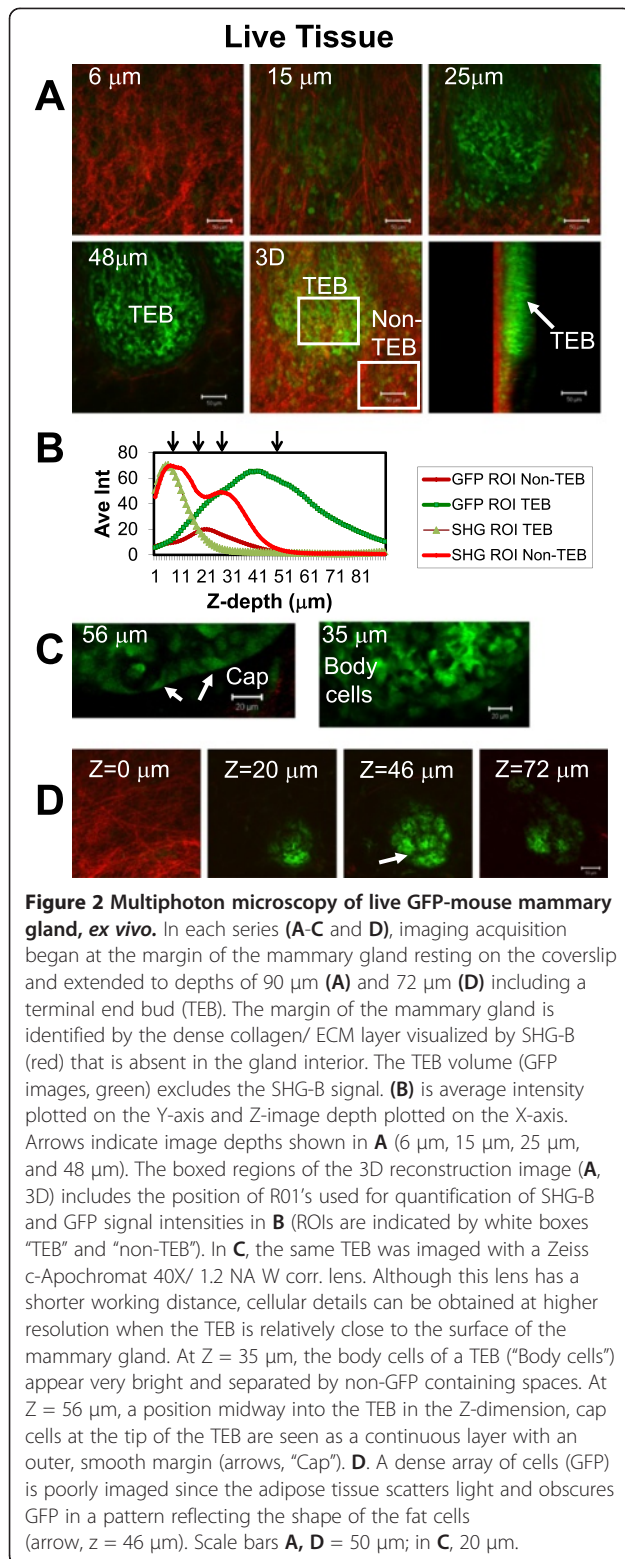 Live Tissue
A
6 μm
15 μm
25μm
48μm
TEB
3D
TEB
Non-
TEB
TEB
B
Ave Int
80
60
40
20
0
1 11 21 31 41 51 61 71 81
Z-depth (μm)
GFP ROI Non-TEB
GFP ROI TEB
SHG ROI TEB
SHG ROI Non-TEB
C
56 μm
Cap
20 μm
35 μm
Body
cells
20 μm
D
Z=0 μm
Z=20 μm
Z=46 μm
Z=72 μm
Figure 2 Multiphoton microscopy of live GFP-mouse mammary
gland, ex vivo. In each series (A-C and D), imaging acquisition
began at the margin of the mammary gland resting on the coverslip
and extended to depths of 90 μm (A) and 72 μm (D) including a
terminal end bud (TEB). The margin of the mammary gland is
identified by the dense collagen/ ECM layer visualized by SHG-B
(red) that is absent in the gland interior. The TEB volume (GFP
images, green) excludes the SHG-B signal. (B) is average intensity
plotted on the Y-axis and Z-image depth plotted on the X-axis.
Arrows indicate image depths shown in A (6 μm, 15 μm, 25 μm,
and 48 μm). The boxed regions of the 3D reconstruction image (A,
3D) includes the position of R01's used for quantification of SHG-B
and GFP signal intensities in B (ROIs are indicated by white boxes
"TEB" and "non-TEB"). In C, the same TEB was imaged with a Zeiss
c-Apochromat 40X/ 1.2 NA W corr. lens. Although this lens has a
shorter working distance, cellular details can be obtained at higher
resolution when the TEB is relatively close to the surface of the
mammary gland. At Z = 35 μm, the body cells of a TEB ("Body cells")
appear very bright and separated by non-GFP containing spaces. At
Z = 56 μm, a position midway into the TEB in the Z-dimension, cap
cells at the tip of the TEB are seen as a continuous layer with an
outer, smooth margin (arrows, "Cap"). D. A dense array of cells (GFP)
is poorly imaged since the adipose tissue scatters light and obscures
GFP in a pattern reflecting the shape of the fat cells
(arrow, z = 46 μm). Scale bars A, D = 50 μm; in C, 20 μm.